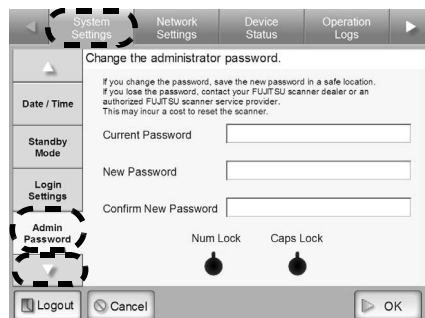 System
Settings
Network
Settings
Device
Status
Operation
Logs
Change the administrator password.
If you change the password, save the new password in a safe location.
If you lose the password, contact your FUJITSU scanner dealer or an
authorized FUJITSU scanner service provider.
This may incur a cost to reset the scanner.
Date / Time
Standby
Mode
Login
Settings
Admin
Password
Current Password
New Password
Confirm New Password
Num Lock
Caps Lock
Logout
Cancel
OK